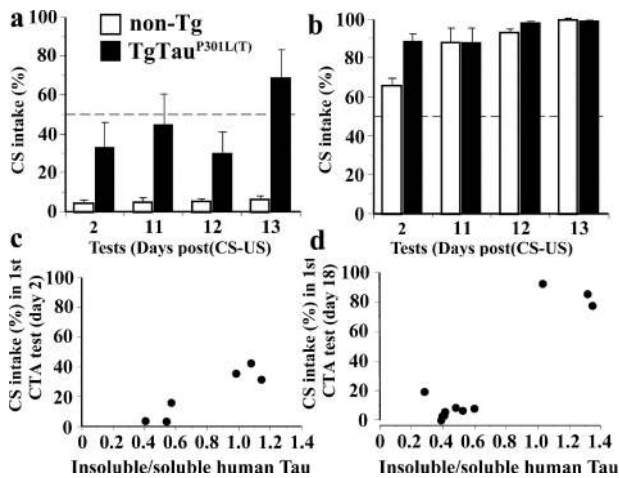 a
non-Tg
TgTau^P301L(T)
CS intake (%)
100
80
60
40
20
0
2 11 12 13
Tests (Days post(CS-US)
b
CS intake (%)
100
80
60
40
20
0
2 11 12 13
Tests (Days post(CS-US)
c
CS intake (%) in 1st
CTA test (day 2)
100
80
60
40
20
0
0 0.2 0.4 0.6 0.8 1.0 1.2 1.4
Insoluble/soluble human Tau
d
CS intake (%) in 1st
CTA test (day 18)
100
80
60
40
20
0
0 0.2 0.4 0.6 0.8 1.0 1.2 1.4
Insoluble/soluble human Tau